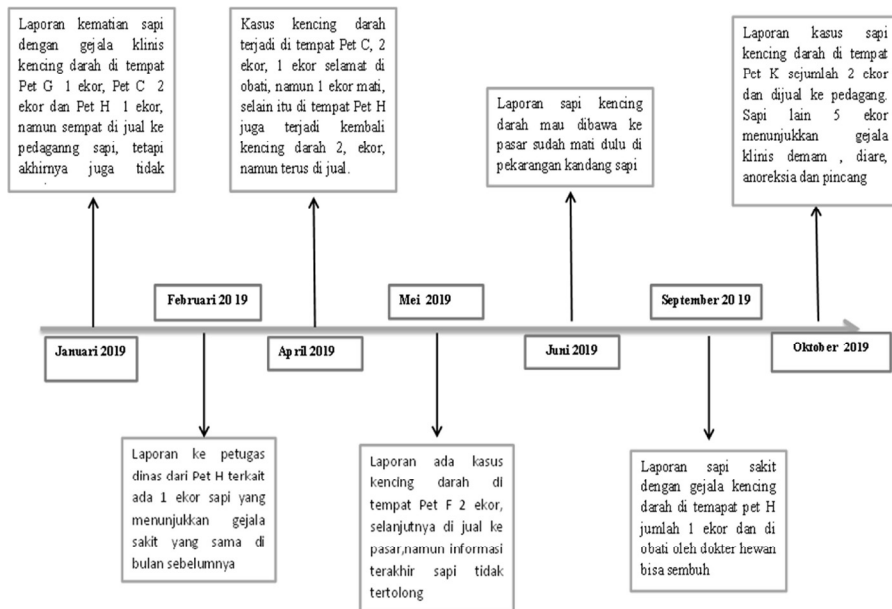 Laporan kematian sapi
dengan gejala klinis
kencing darah di tempat
Pet G 1 ekor, Pet C 2
ekor dan Pet H 1 ekor,
namun sempat di jual ke
pedaganng sapi, tetapi
akhirnya juga tidak
Kasus kencing darah
terjadi di tempat Pet C, 2
ekor, 1 ekor selamat di
obati, namun 1 ekor mati,
selain itu di tempat Pet H
juga terjadi kembali
kencing darah 2, ekor,
namun terus di jual.
Laporan sapi kencing
darah mau dibawa ke
pasar sudah mati dulu di
pekarangan kandang sapi
Laporan kasus sapi
kencing darah di tempat
Pet K sejumlah 2 ekor
dan dijual ke pedagang.
Sapi lain 5 ekor
menunjukkan gejala
klinis demam , diare,
anoreksia dan pincang
Februari 2019
Mei 2019
September 2019
Januari 2019
April 2019
Juni 2019
Oktober 2019
Laporan ke petugas
dinas dari Pet H terkait
ada 1 ekor sapi yang
menunjukkan gejala
sakit yang sama di
bulan sebelumnya
Laporan ada kasus
kencing darah di
tempat Pet F 2 ekor,
selanjutnya di jual ke
pasar,namun informasi
terakhir sapi tidak
tertolong
Laporan sapi sakit
dengan gejala kencing
darah di temapat pet H
jumlah 1 ekor dan di
obati oleh dokter hewan
bisa sembuh